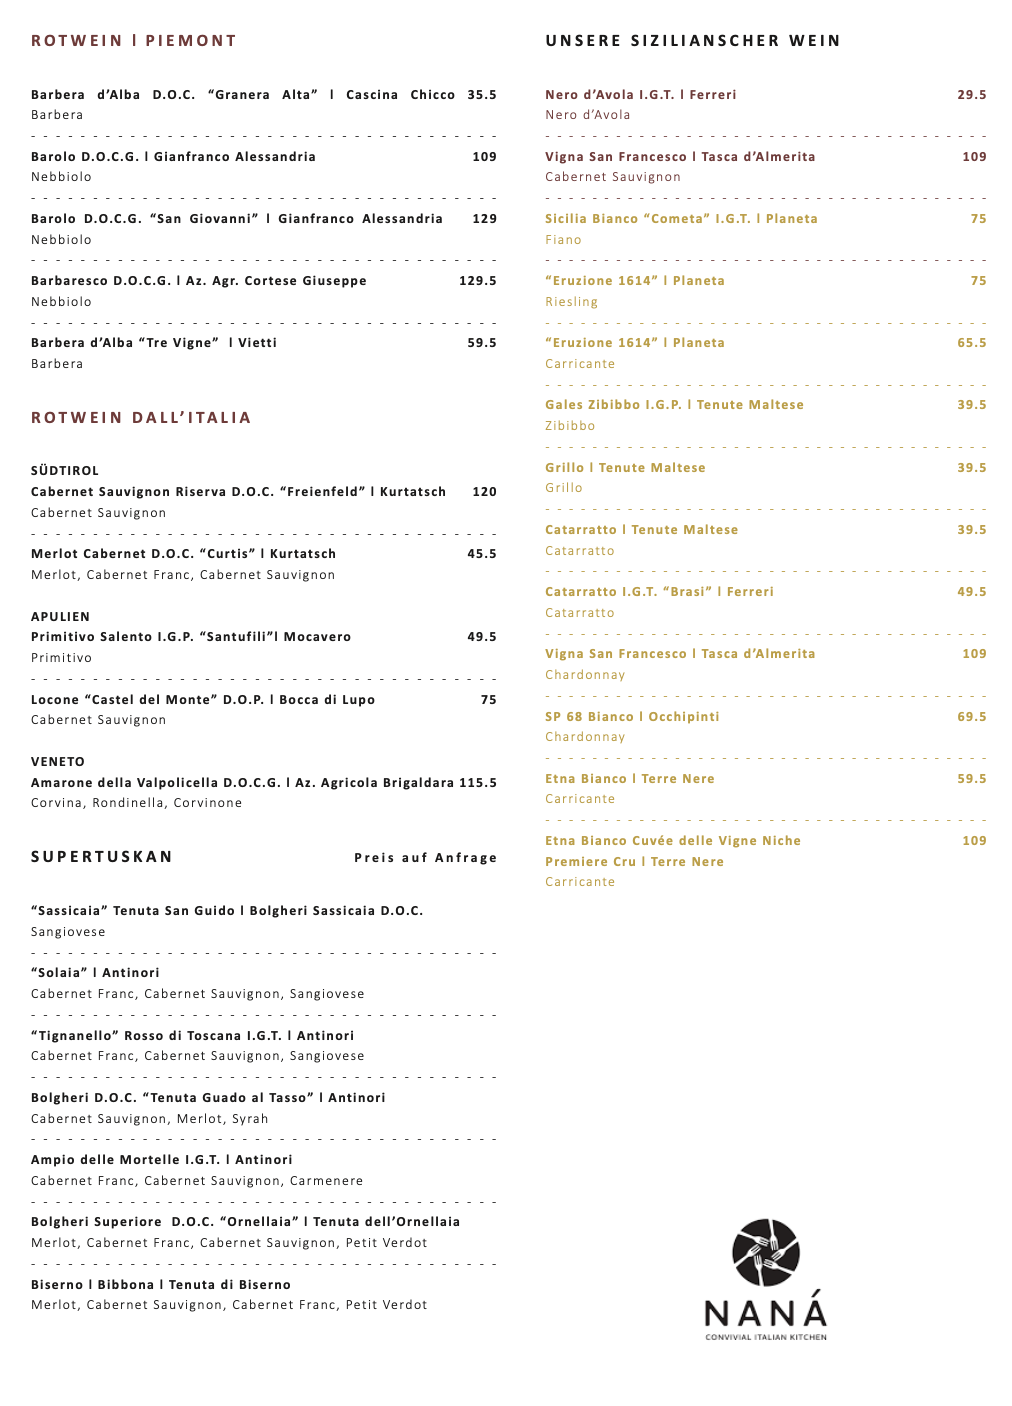 ROTWEIN l PIEMONT
Barbera d’Alba D.O.C. “Granera Alta” l Cascina Chicco 35.5
Barbera
Barolo D.O.C.G. l Gianfranco Alessandria 109
Nebbiolo
Barolo D.O.C.G. “San Giovanni” l Gianfranco Alessandria 129
Nebbiolo
Barbaresco D.O.C.G. l Az. Agr. Cortese Giuseppe 129.5
Nebbiolo
Barbera d’Alba “Tre Vigne” l Vietti 59.5
Barbera
ROTWEIN DALL’ITALIA
SÜDTIROL
Cabernet Sauvignon Riserva D.O.C. “Freienfeld” l Kurtatsch 120
Cabernet Sauvignon
Merlot Cabernet D.O.C. “Curtis” l Kurtatsch 45.5
Merlot, Cabernet Franc, Cabernet Sauvignon
APULIEN
Primitivo Salento I.G.P. “Santufili”l Mocavero 49.5
Primitivo
Locone “Castel del Monte” D.O.P. l Bocca di Lupo 75
Cabernet Sauvignon
VENETO
Amarone della Valpolicella D.O.C.G. l Az. Agricola Brigaldara 115.5
Corvina, Rondinella, Corvinone
SUPERTUSKAN Preis auf Anfrage
“Sassicaia” Tenuta San Guido l Bolgheri Sassicaia D.O.C.
Sangiovese
“Solaia” l Antinori
Cabernet Franc, Cabernet Sauvignon, Sangiovese
“Tignanello” Rosso di Toscana I.G.T. l Antinori
Cabernet Franc, Cabernet Sauvignon, Sangiovese
Bolgheri D.O.C. “Tenuta Guado al Tasso” l Antinori
Cabernet Sauvignon, Merlot, Syrah
Ampio delle Mortelle I.G.T. l Antinori
Cabernet Franc, Cabernet Sauvignon, Carmenere
Bolgheri Superiore D.O.C. “Ornellaia” l Tenuta dell’Ornellaia
Merlot, Cabernet Franc, Cabernet Sauvignon, Petit Verdot
Biserno l Bibbona l Tenuta di Biserno
Merlot, Cabernet Sauvignon, Cabernet Franc, Petit Verdot
UNSERE SIZILIANSCHER WEIN
Nero d’Avola I.G.T. l Ferreri 29.5
Nero d’Avola
Vigna San Francesco l Tasca d’Almerita 109
Cabernet Sauvignon
Sicilia Bianco “Cometa” I.G.T. l Planeta 75
Fiano
“Eruzione 1614” l Planeta 75
Riesling
“Eruzione 1614” l Planeta 65.5
Carricante
Gales Zibibbo I.G.P. l Tenute Maltese 39.5
Zibibbo
Grillo l Tenute Maltese 39.5
Grillo
Catarratto l Tenute Maltese 39.5
Catarratto
Catarratto I.G.T. “Brasi” l Ferreri 49.5
Catarratto
Vigna San Francesco l Tasca d’Almerita 109
Chardonnay
SP 68 Bianco l Occhipinti 69.5
Chardonnay
Etna Bianco l Terre Nere 59.5
Carricante
Etna Bianco Cuvée delle Vigne Niche 109
Premiere Cru l Terre Nere
Carricante
NANÁ
CONVIVIAL ITALIAN KITCHEN